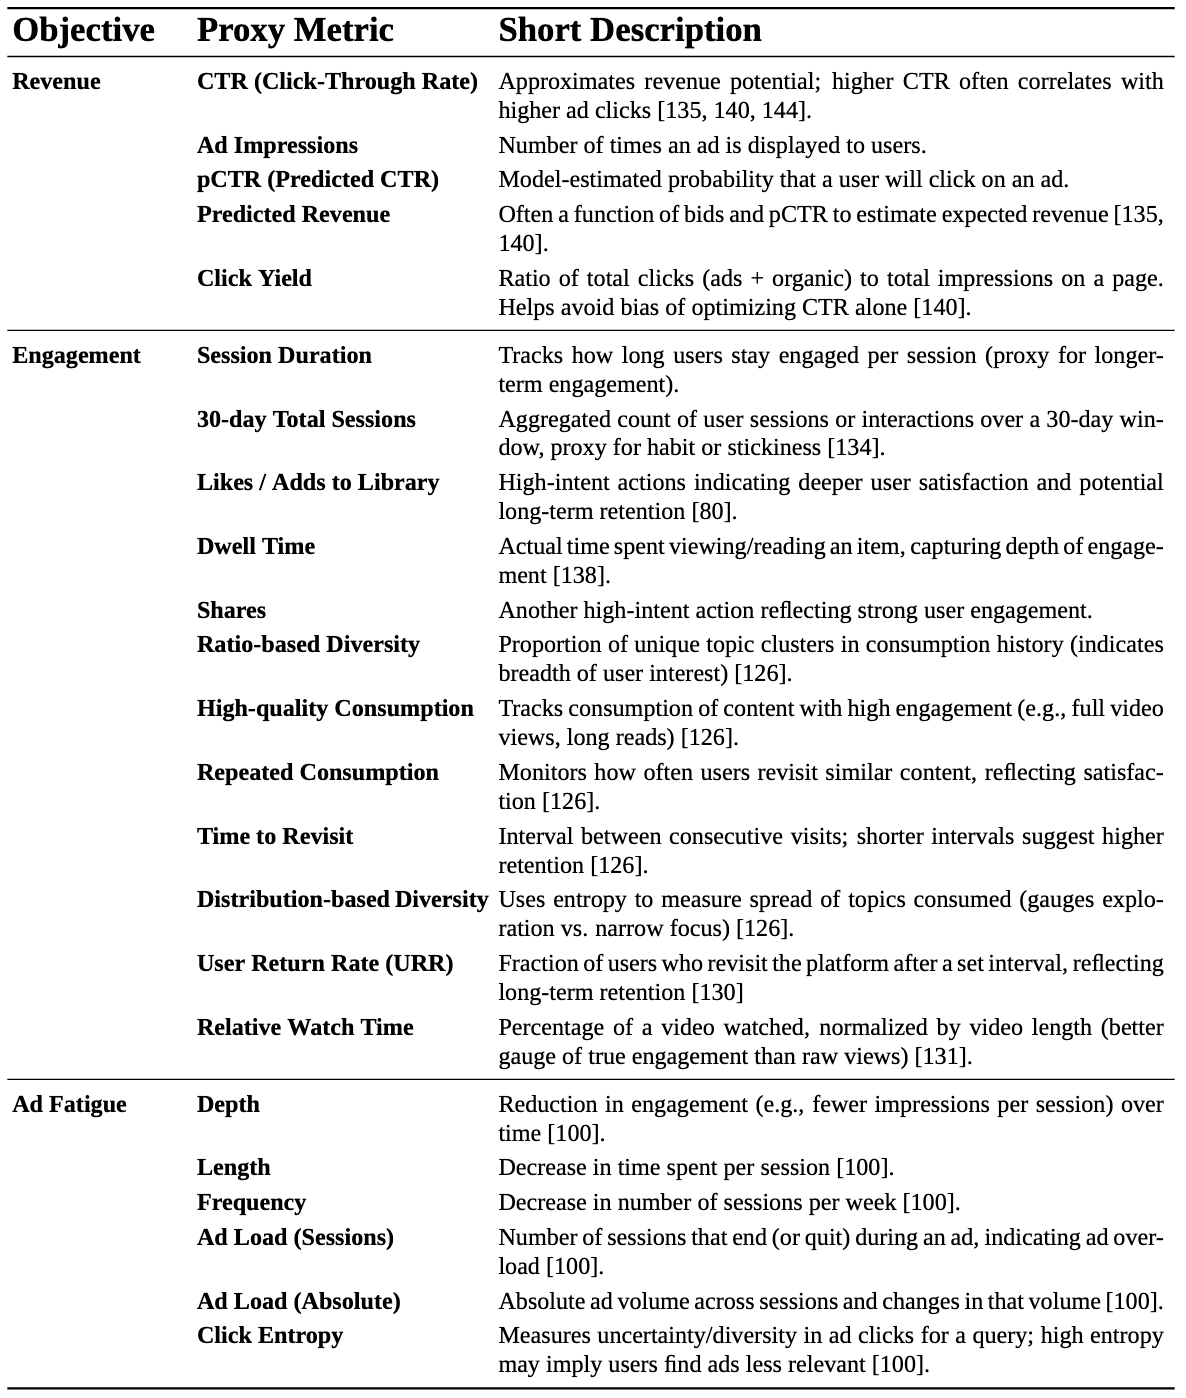 Objective Proxy Metric Short Description
Revenue CTR (Click-Through Rate) Approximates revenue potential; higher CTR often correlates with
higher ad clicks [135, 140, 144].
Ad Impressions Number of times an ad is displayed to users.
pCTR (Predicted CTR) Model-estimated probability that a user will click on an ad.
Predicted Revenue Often a function of bids and pCTR to estimate expected revenue [135,
140].
Click Yield Ratio of total clicks (ads + organic) to total impressions on a page.
Helps avoid bias of optimizing CTR alone [140].
Engagement Session Duration Tracks how long users stay engaged per session (proxy for longer-
term engagement).
30-day Total Sessions Aggregated count of user sessions or interactions over a 30-day win-
dow, proxy for habit or stickiness [134].
Likes / Adds to Library High-intent actions indicating deeper user satisfaction and potential
long-term retention [80].
Dwell Time Actual time spent viewing/reading an item, capturing depth of engage-
ment [138].
Shares Another high-intent action reflecting strong user engagement.
Ratio-based Diversity Proportion of unique topic clusters in consumption history (indicates
breadth of user interest) [126].
High-quality Consumption Tracks consumption of content with high engagement (e.g., full video
views, long reads) [126].
Repeated Consumption Monitors how often users revisit similar content, reflecting satisfac-
tion [126].
Time to Revisit Interval between consecutive visits; shorter intervals suggest higher
retention [126].
Distribution-based Diversity Uses entropy to measure spread of topics consumed (gauges explo-
ration vs. narrow focus) [126].
User Return Rate (URR) Fraction of users who revisit the platform after a set interval, reflecting
long-term retention [130]
Relative Watch Time Percentage of a video watched, normalized by video length (better
gauge of true engagement than raw views) [131].
Ad Fatigue Depth Reduction in engagement (e.g., fewer impressions per session) over
time [100].
Length Decrease in time spent per session [100].
Frequency Decrease in number of sessions per week [100].
Ad Load (Sessions) Number of sessions that end (or quit) during an ad, indicating ad over-
load [100].
Ad Load (Absolute) Absolute ad volume across sessions and changes in that volume [100].
Click Entropy Measures uncertainty/diversity in ad clicks for a query; high entropy
may imply users find ads less relevant [100].